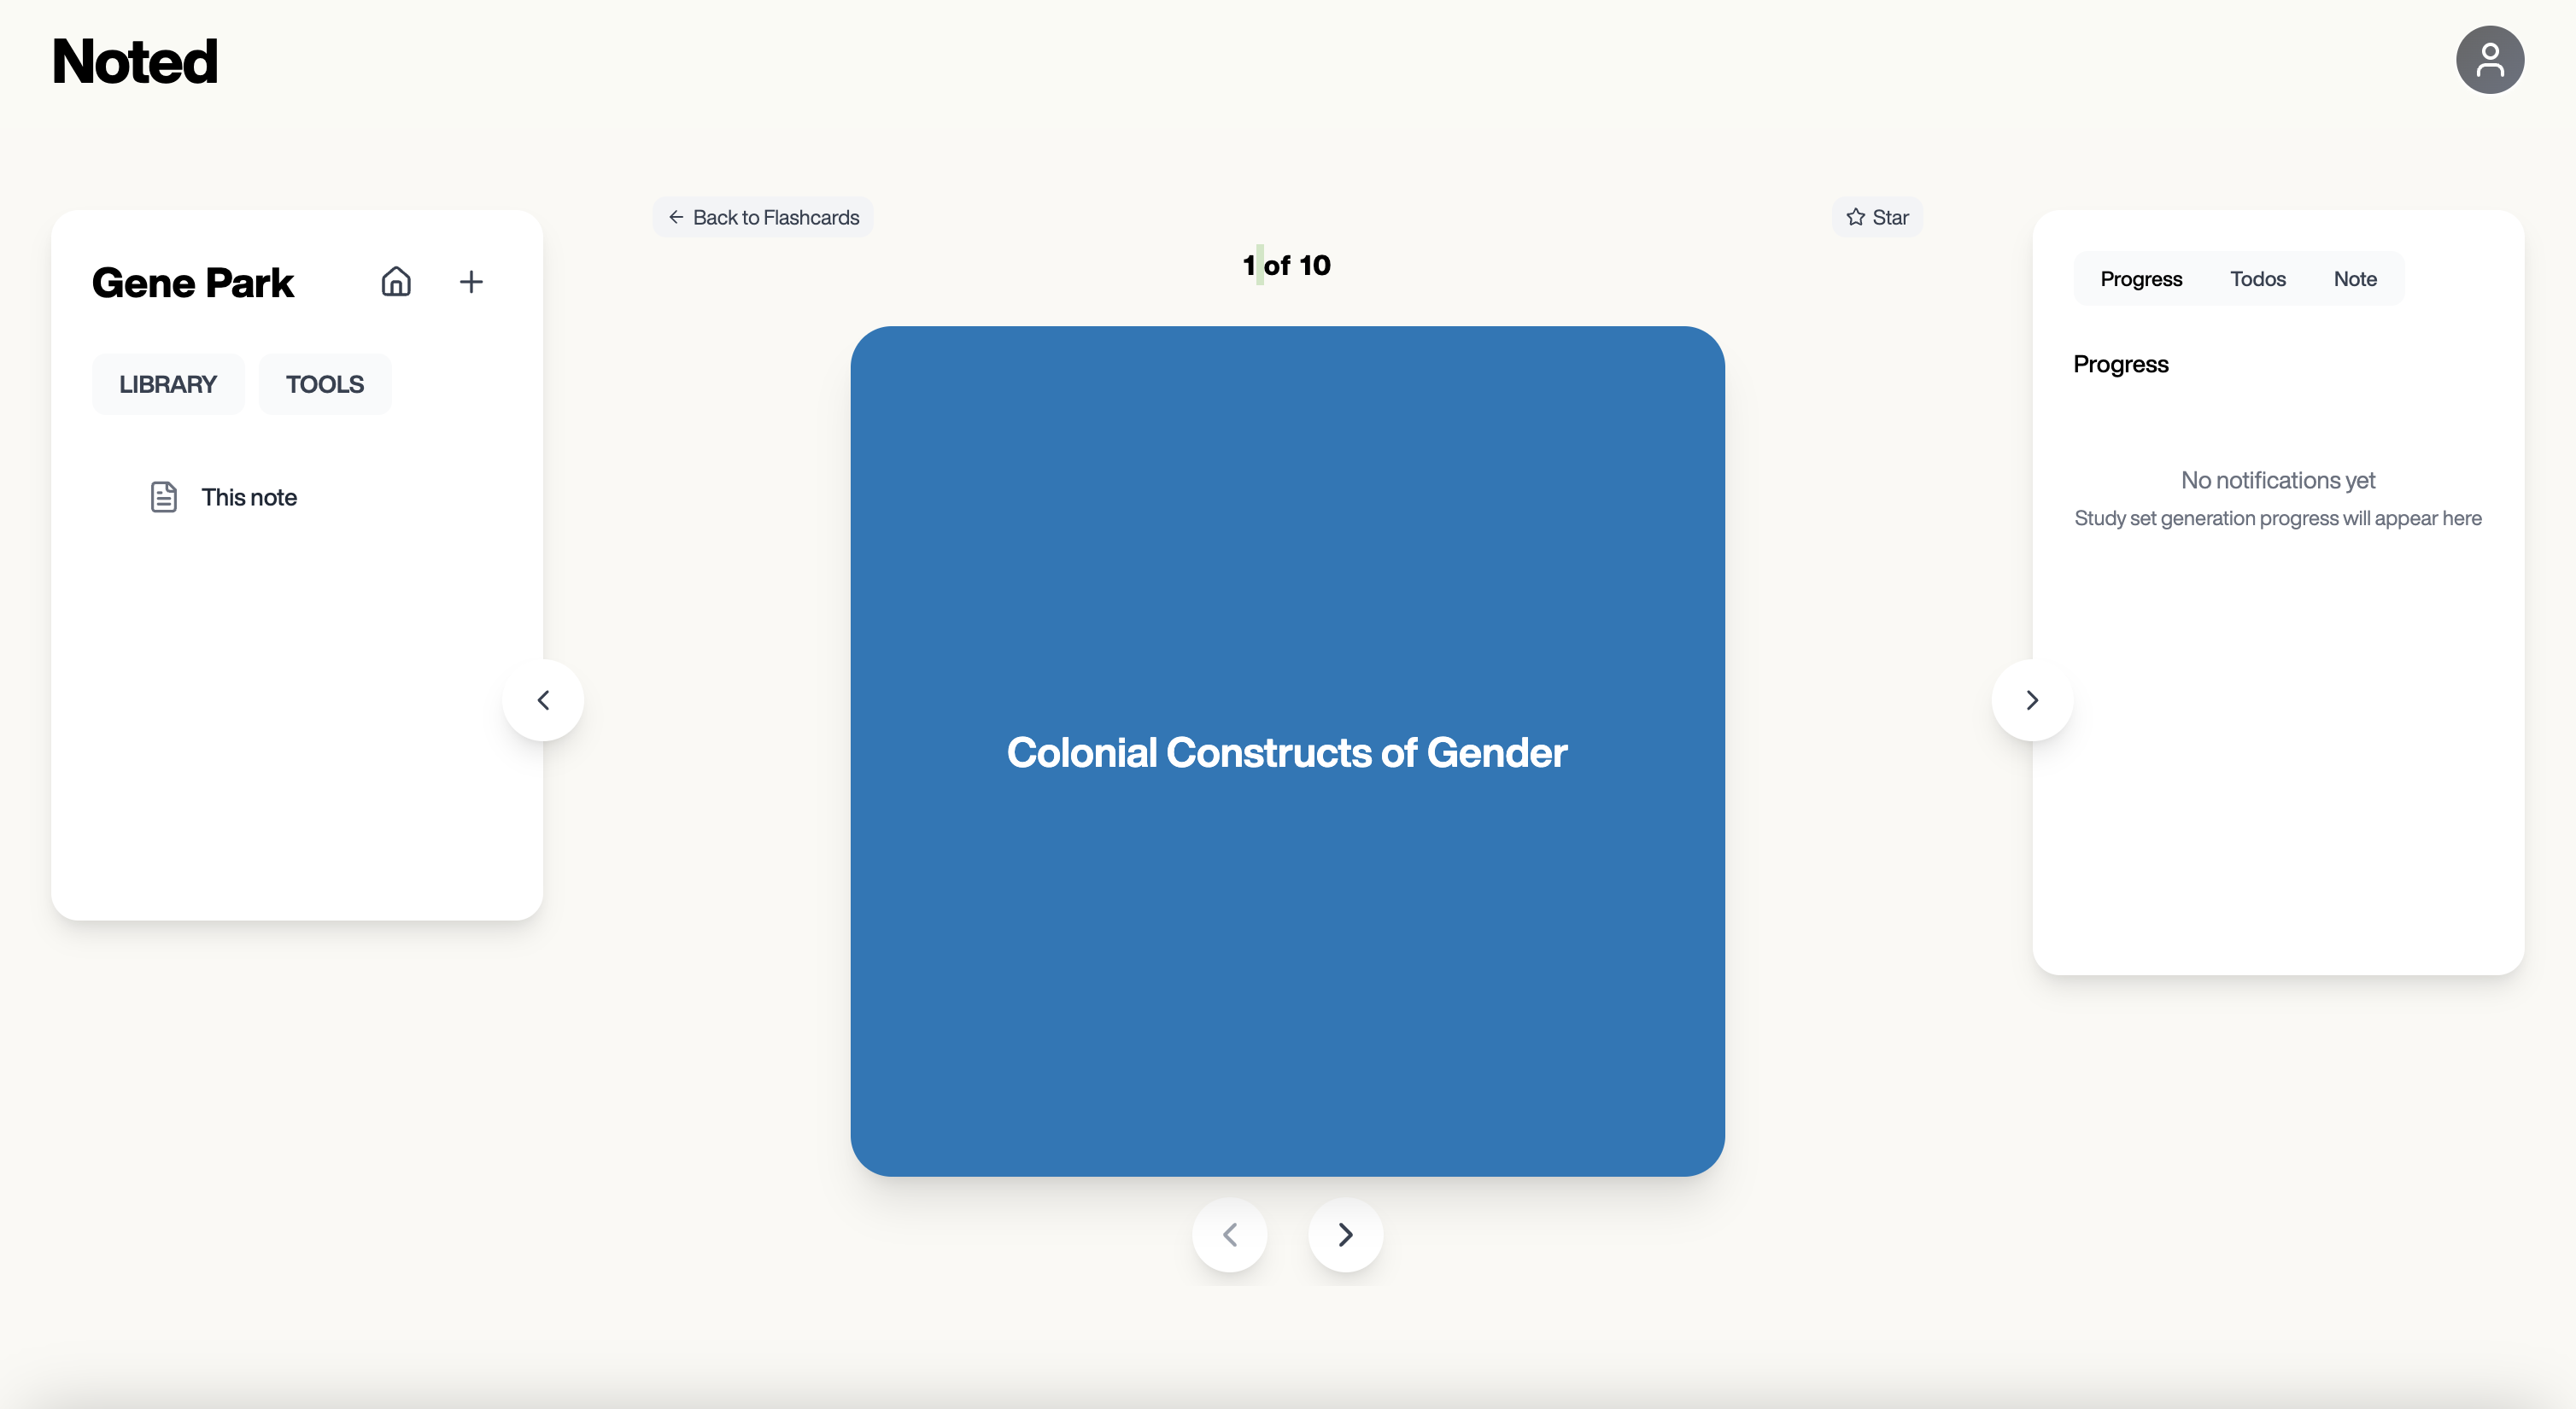 Noted
Gene Park
LIBRARY
TOOLS
This note
Back to Flashcards
Star
1 of 10
Colonial Constructs of Gender
Progress
Todos
Note
Progress
No notifications yet
Study set generation progress will appear here